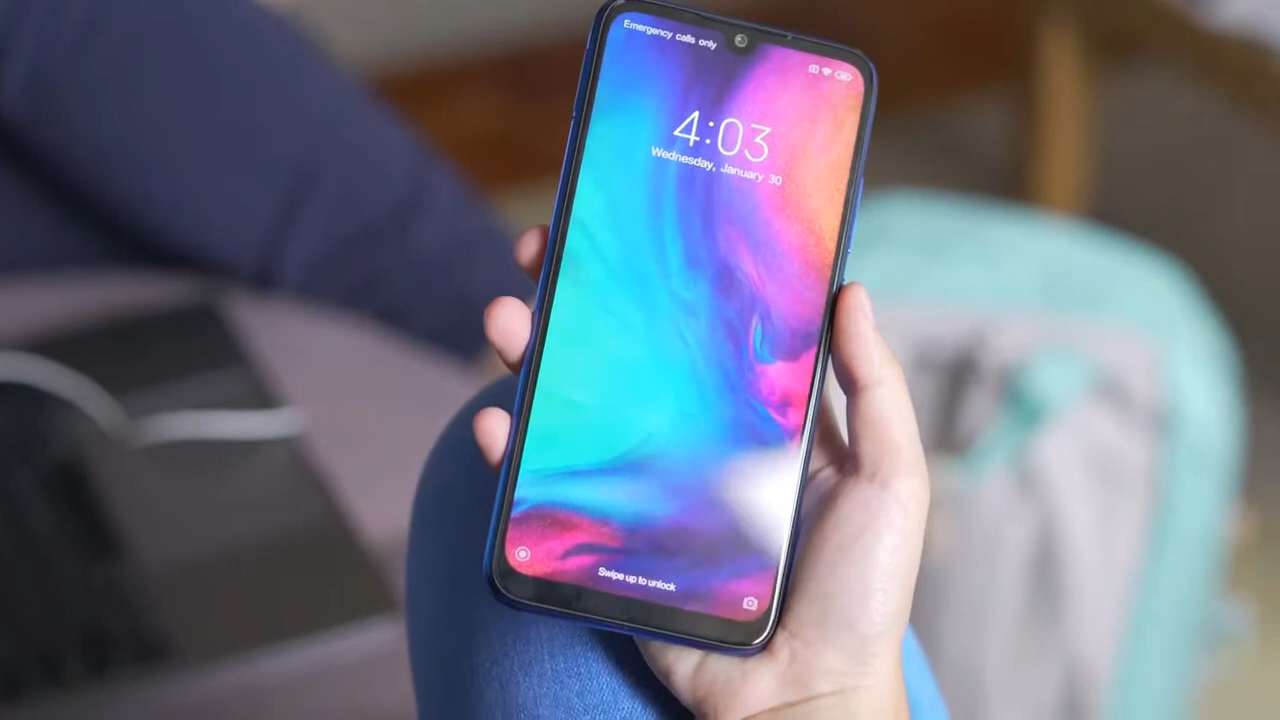 Emergency calls only
4:03
Wednesday, January 30
Swipe up to unlock